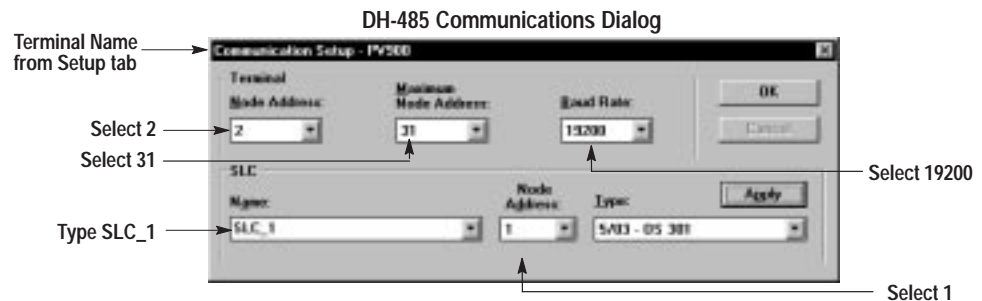 DH-485 Communications Dialog
Terminal Name
from Setup tab
Communication Setup - PV900
Terminal
Node Address:
Maximum
Node Address:
Baud Rate:
OK
Select 2
2
31
19200
Cancel
Select 31
Select 19200
SLC
Name:
Node
Address:
Type:
Apply
Type SLC_1
SLC_1
1
5/03 - OS 301
Select 1